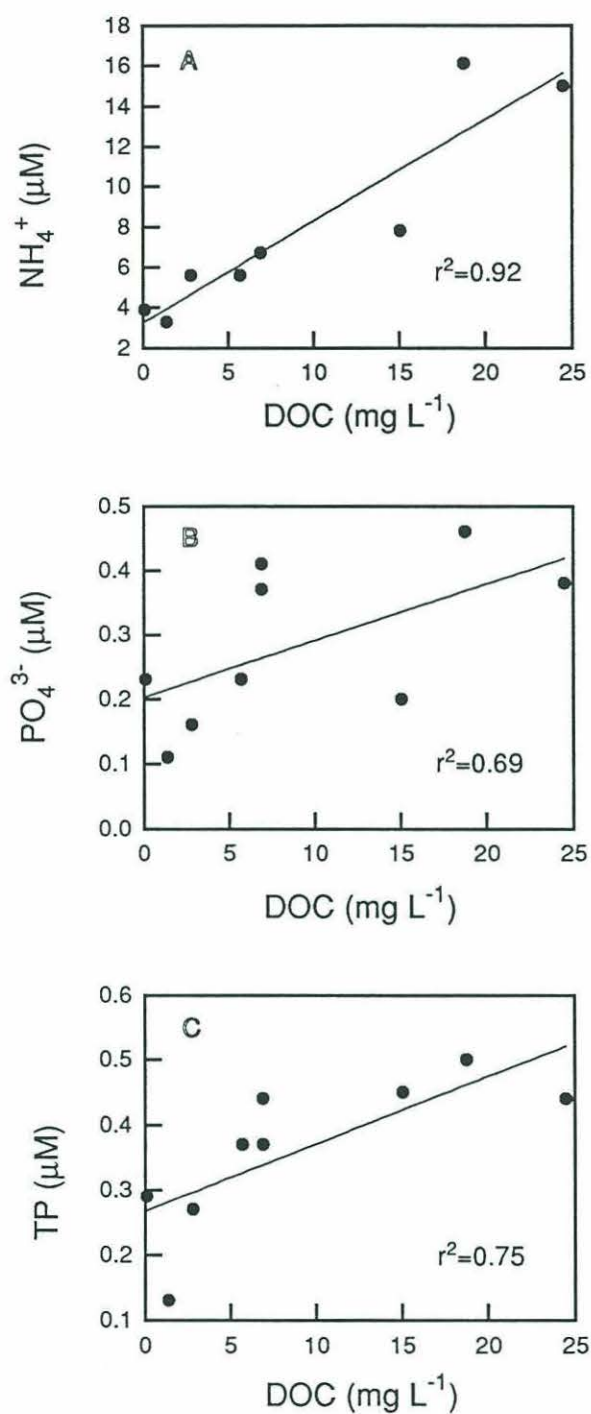 18
16
14
12
10
8
6
4
2
A
NH₄⁺ (μM)
r²=0.92
0 5 10 15 20 25
DOC (mg L⁻¹)
0.5
0.4
0.3
0.2
0.1
0.0
B
PO₄³⁻ (μM)
r²=0.69
0 5 10 15 20 25
DOC (mg L⁻¹)
0.6
0.5
0.4
0.3
0.2
0.1
C
TP (μM)
r²=0.75
0 5 10 15 20 25
DOC (mg L⁻¹)